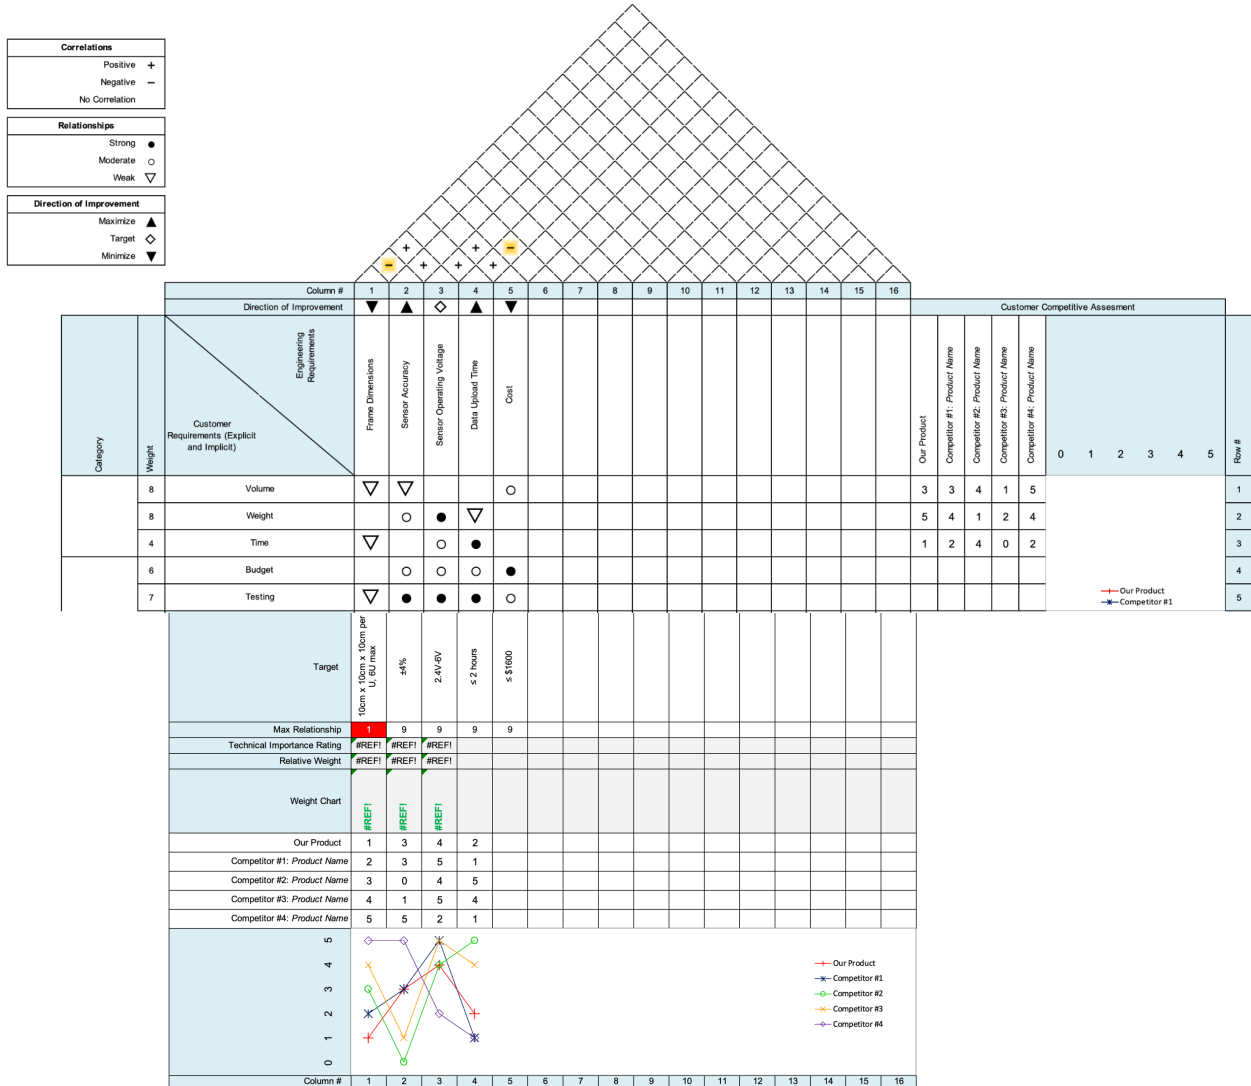 Correlations
Positive +
Negative −
No Correlation
Relationships
Strong ●
Moderate ○
Weak ▽
Direction of Improvement
Maximize ▲
Target ◇
Minimize ▼
+ + −
− + + +
Column # 1 2 3 4 5 6 7 8 9 10 11 12 13 14 15 16
Direction of Improvement ▼ ▲ ◇ ▲ ▼ Customer Competitive Assesment
Category
Weight
Engineering
Requirements
Customer
Requirements (Explicit
and Implicit)
Frame Dimensions
Sensor Accuracy
Sensor Operating Voltage
Data Upload Time
Cost
Our Product
Competitor #1: Product Name
Competitor #2: Product Name
Competitor #3: Product Name
Competitor #4: Product Name
0 1 2 3 4 5
Row #
8 Volume ▽ ▽ ○ 3 3 4 1 5 1
8 Weight ○ ● ▽ 5 4 1 2 4 2
4 Time ▽ ○ ● 1 2 4 0 2 3
6 Budget ○ ○ ○ ● 4
7 Testing ▽ ● ● ● ○ 5
Our Product
Competitor #1
Target
10cm x 10cm x 10cm per
U, 6U max
±4%
2.4V-6V
≤ 2 hours
≤ $1600
Max Relationship 1 9 9 9 9
Technical Importance Rating #REF! #REF! #REF!
Relative Weight #REF! #REF! #REF!
Weight Chart #REF! #REF! #REF!
Our Product 1 3 4 2
Competitor #1: Product Name 2 3 5 1
Competitor #2: Product Name 3 0 4 5
Competitor #3: Product Name 4 1 5 4
Competitor #4: Product Name 5 5 2 1
5
4
3
2
1
0
Our Product
Competitor #1
Competitor #2
Competitor #3
Competitor #4
Column # 1 2 3 4 5 6 7 8 9 10 11 12 13 14 15 16